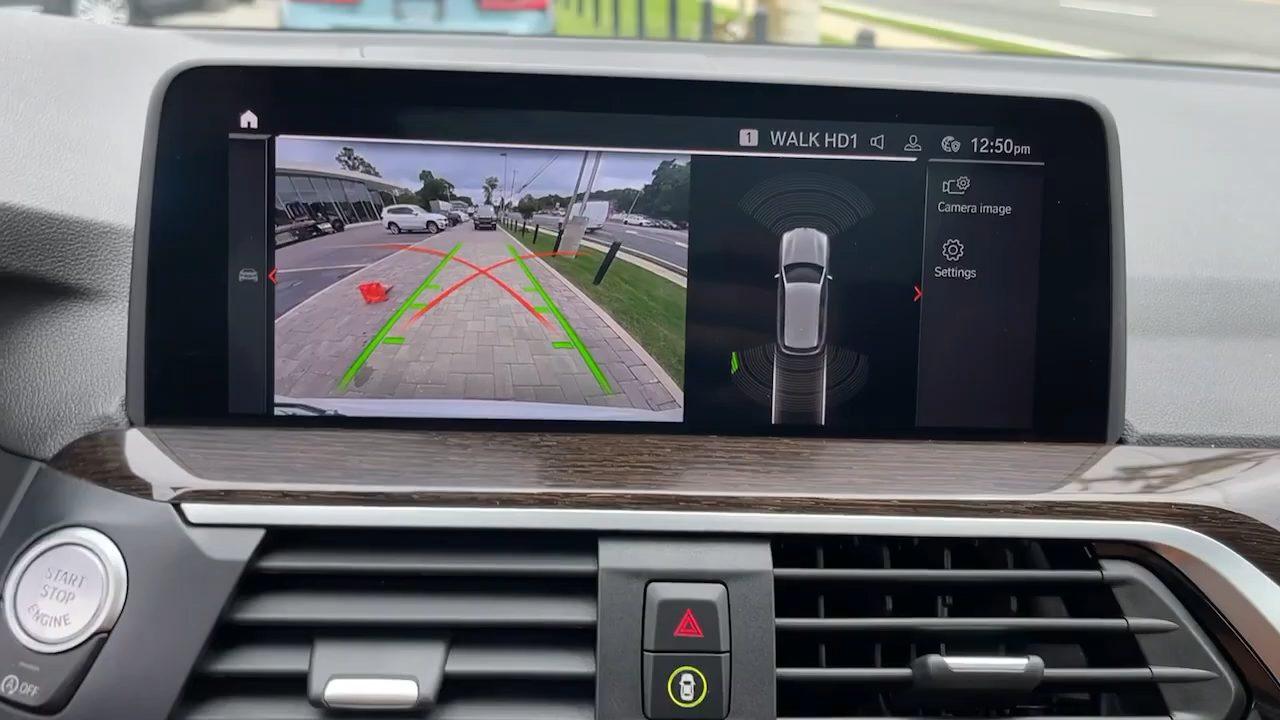 1 WALK HD1 12:50pm
Camera image
Settings
START
STOP
ENGINE
A OFF